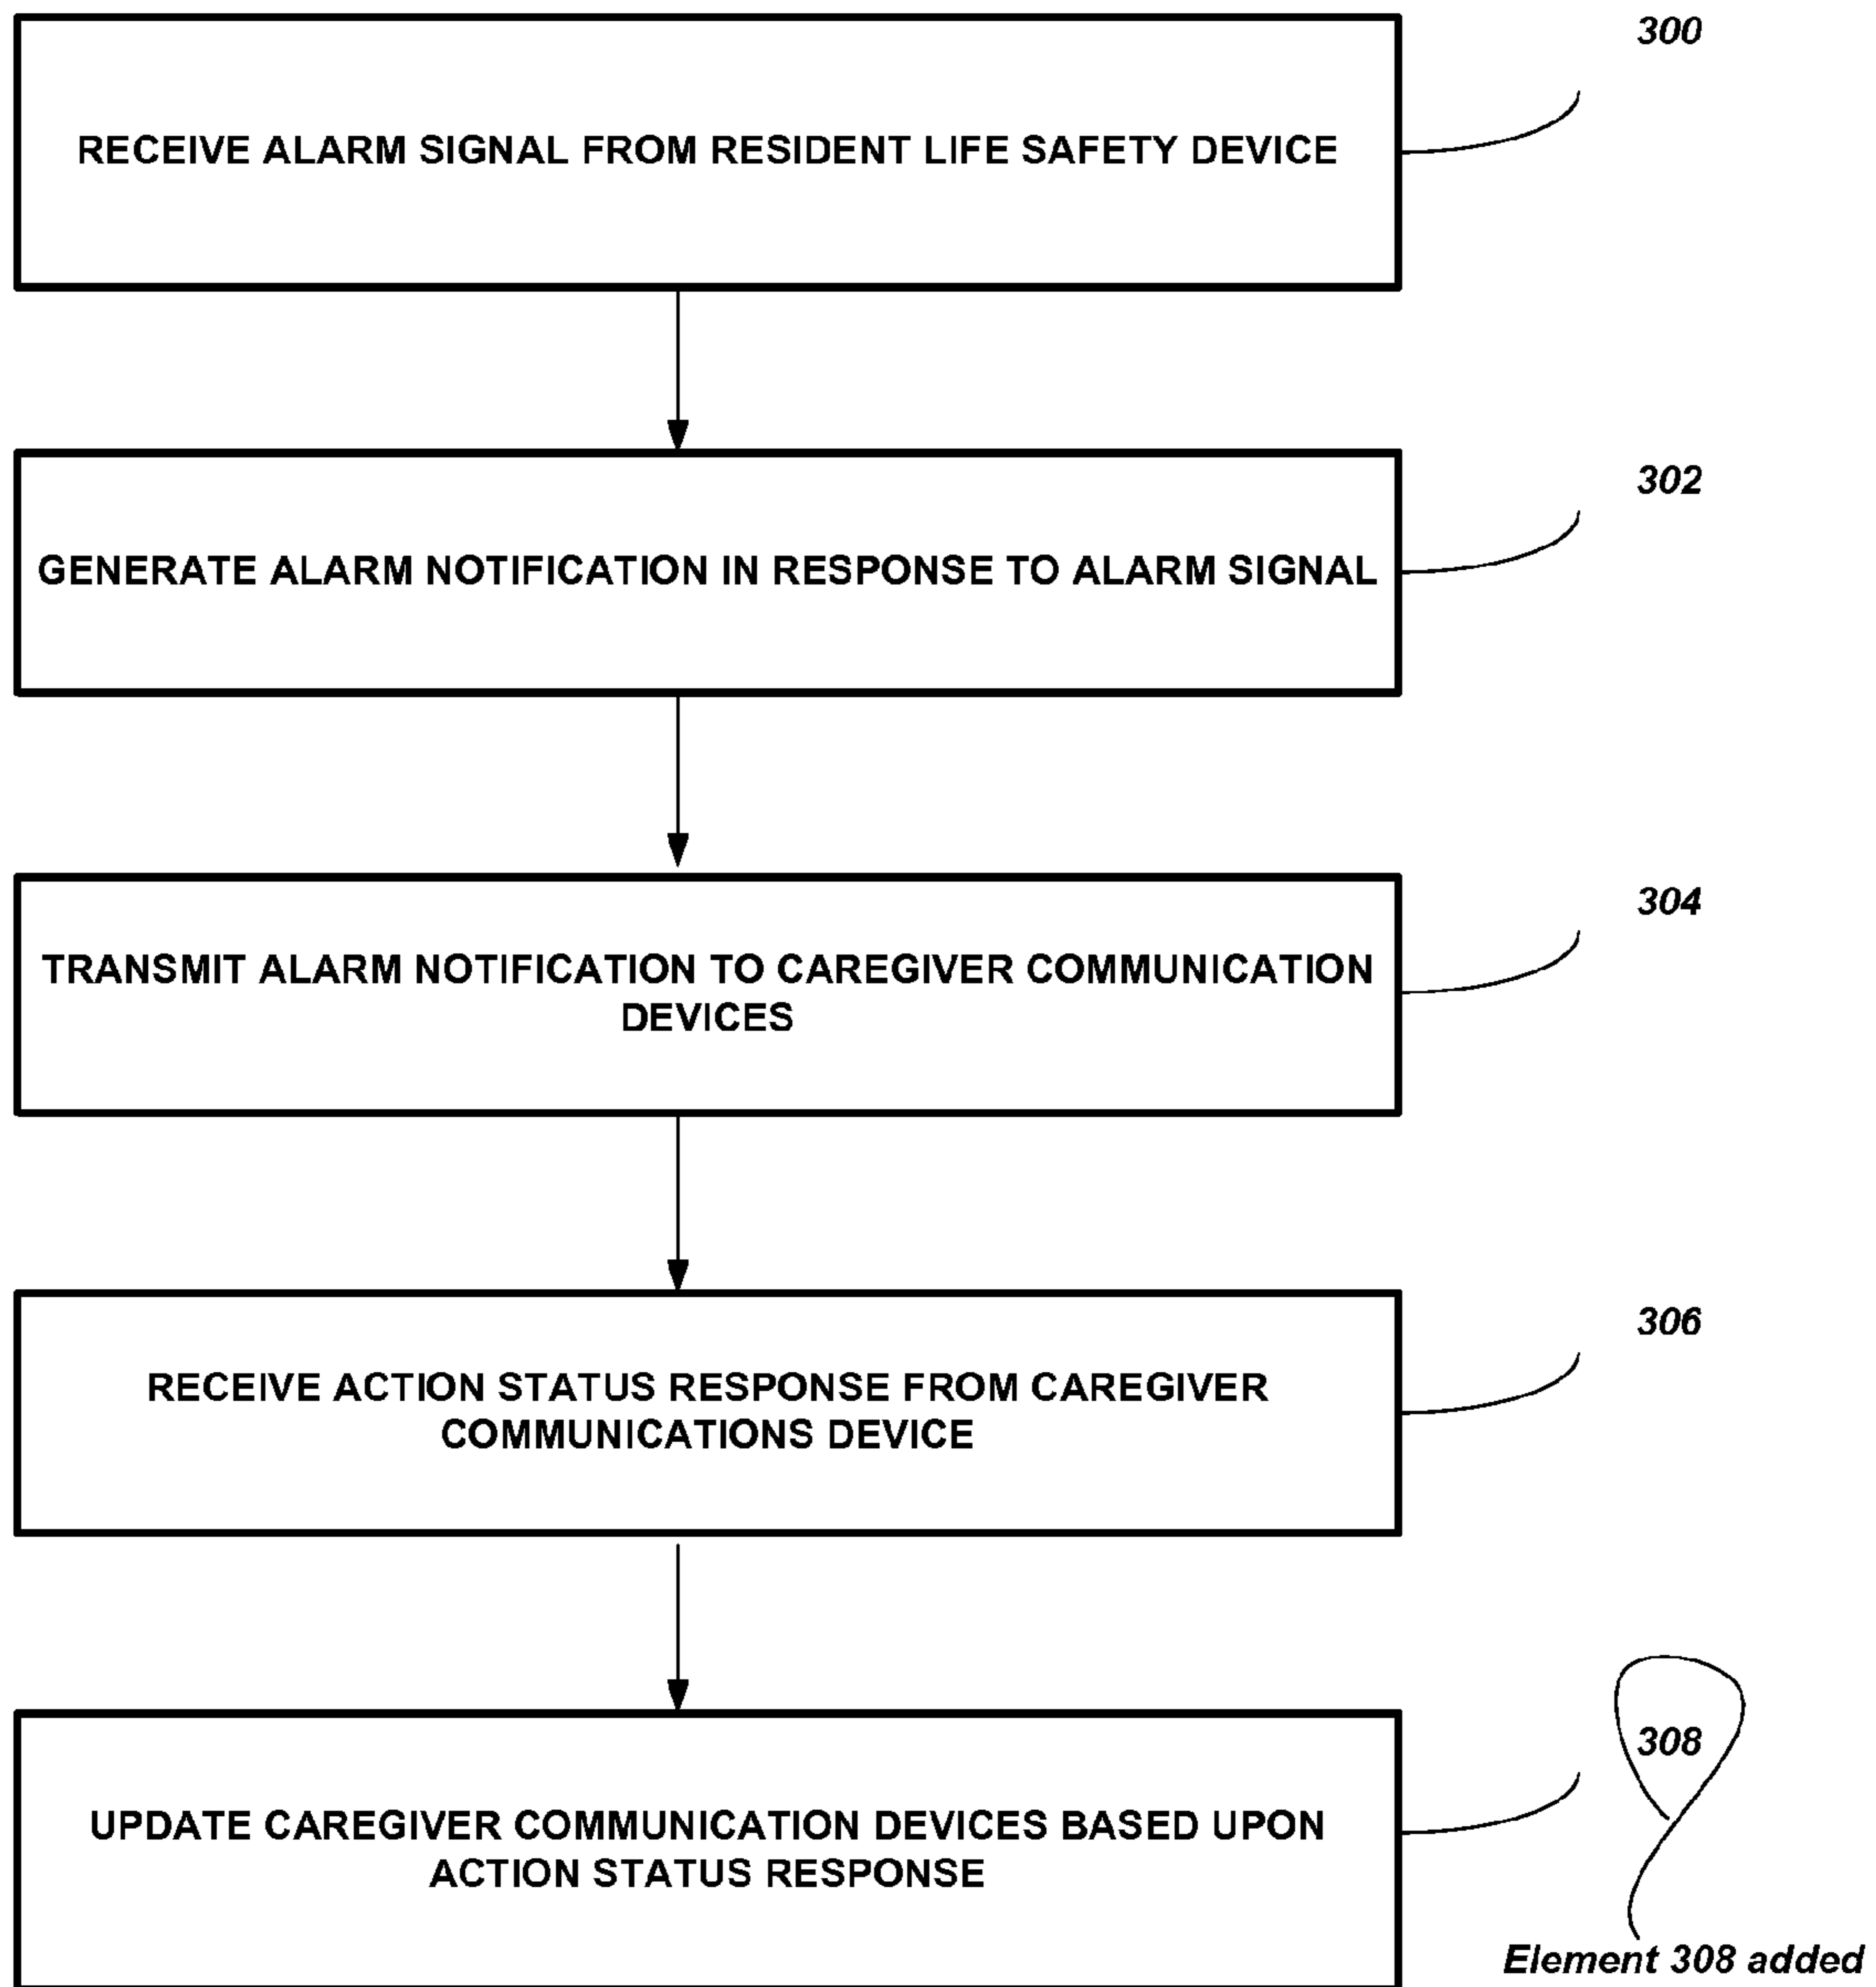 300
RECEIVE ALARM SIGNAL FROM RESIDENT LIFE SAFETY DEVICE
302
GENERATE ALARM NOTIFICATION IN RESPONSE TO ALARM SIGNAL
304
TRANSMIT ALARM NOTIFICATION TO CAREGIVER COMMUNICATION
DEVICES
306
RECEIVE ACTION STATUS RESPONSE FROM CAREGIVER
COMMUNICATIONS DEVICE
308
UPDATE CAREGIVER COMMUNICATION DEVICES BASED UPON
ACTION STATUS RESPONSE
Element 308 added